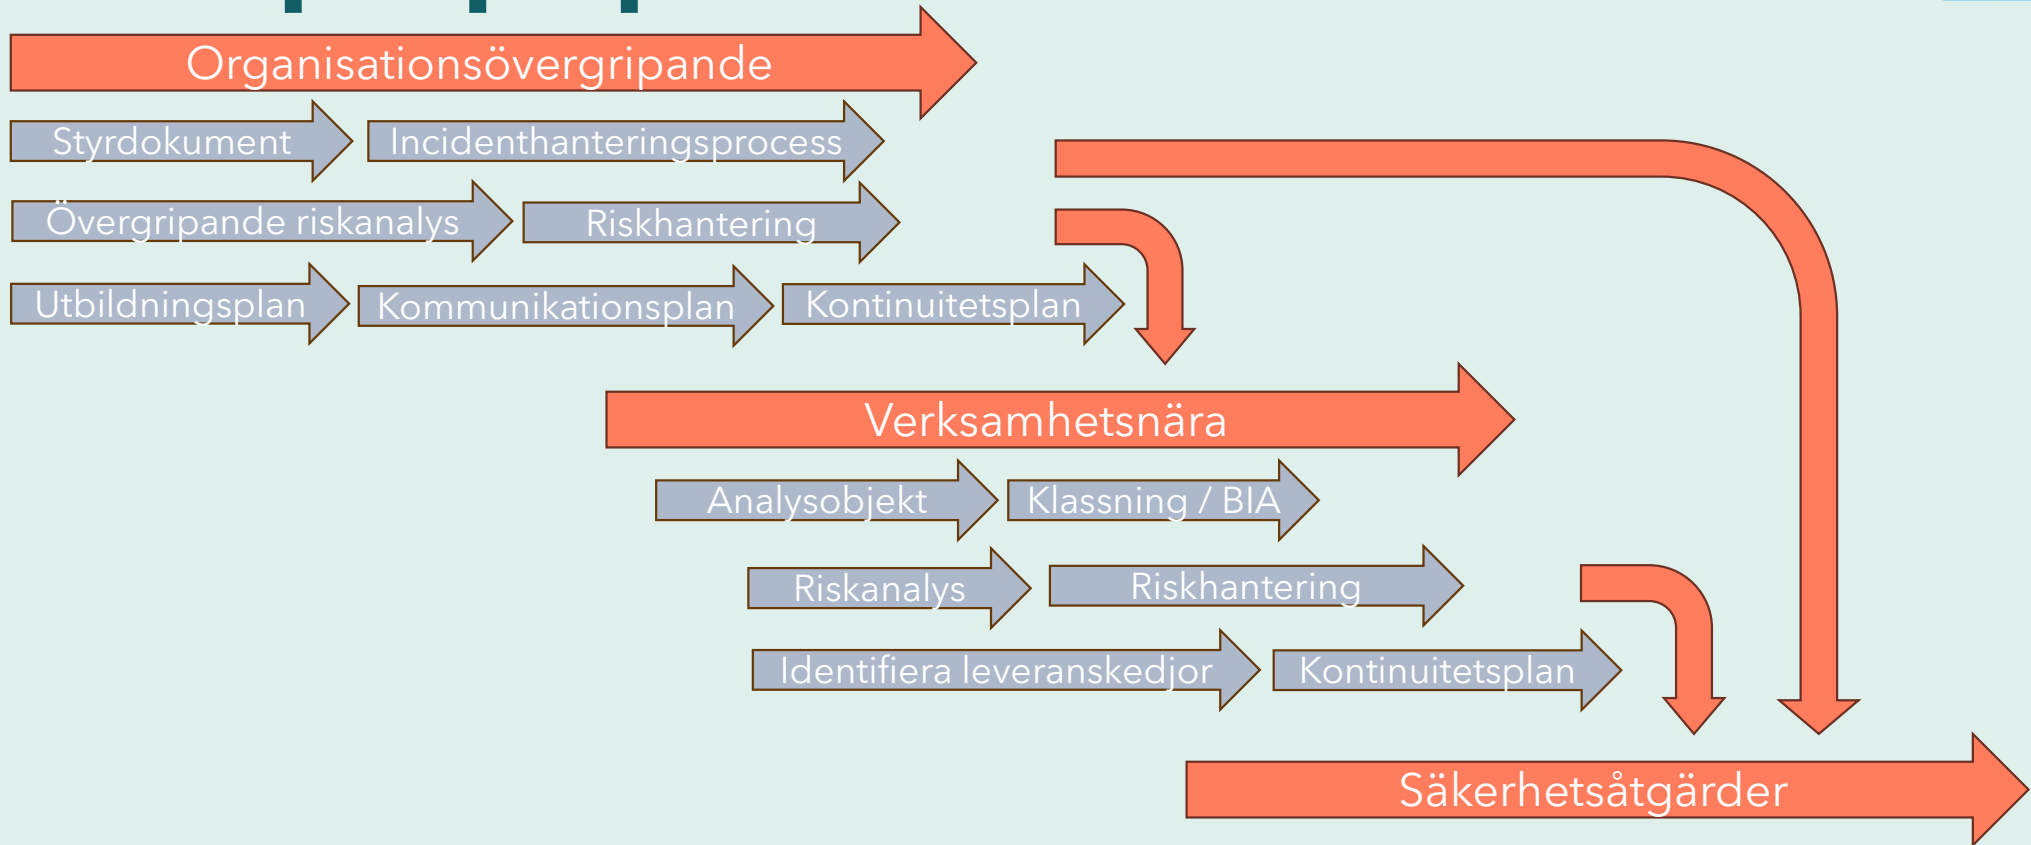 Organisationsövergripande
Styrdokument
Incidenthanteringsprocess
Övergripande riskanalys
Riskhantering
Utbildningsplan
Kommunikationsplan
Kontinuitetsplan
Verksamhetsnära
Analysobjekt
Klassning / BIA
Riskanalys
Riskhantering
Identifiera leveranskedjor
Kontinuitetsplan
Säkerhetsåtgärder